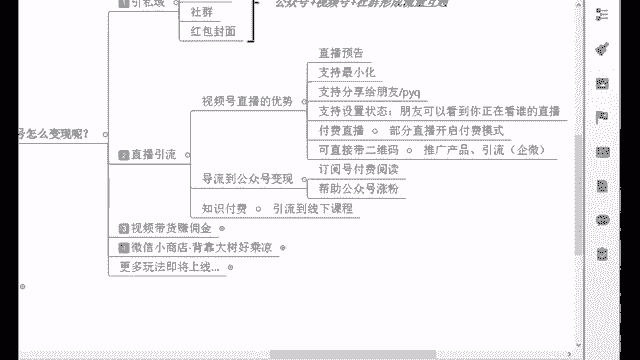 1 引私域
公众号+视频号+社群形成流量互通
社群
红包封面
号怎么变现呢？
2 直播引流
视频号直播的优势
直播预告
支持最小化
支持分享给朋友/pyq
支持设置状态：朋友可以看到你正在看谁的直播
付费直播 部分直播开启付费模式
可直接带二维码 推广产品、引流（企微）
导流到公众号变现
订阅号付费阅读
帮助公众号涨粉
知识付费 引流到线下课程
3 视频带货赚佣金
4 微信小商店-背靠大树好乘凉
更多玩法即将上线...